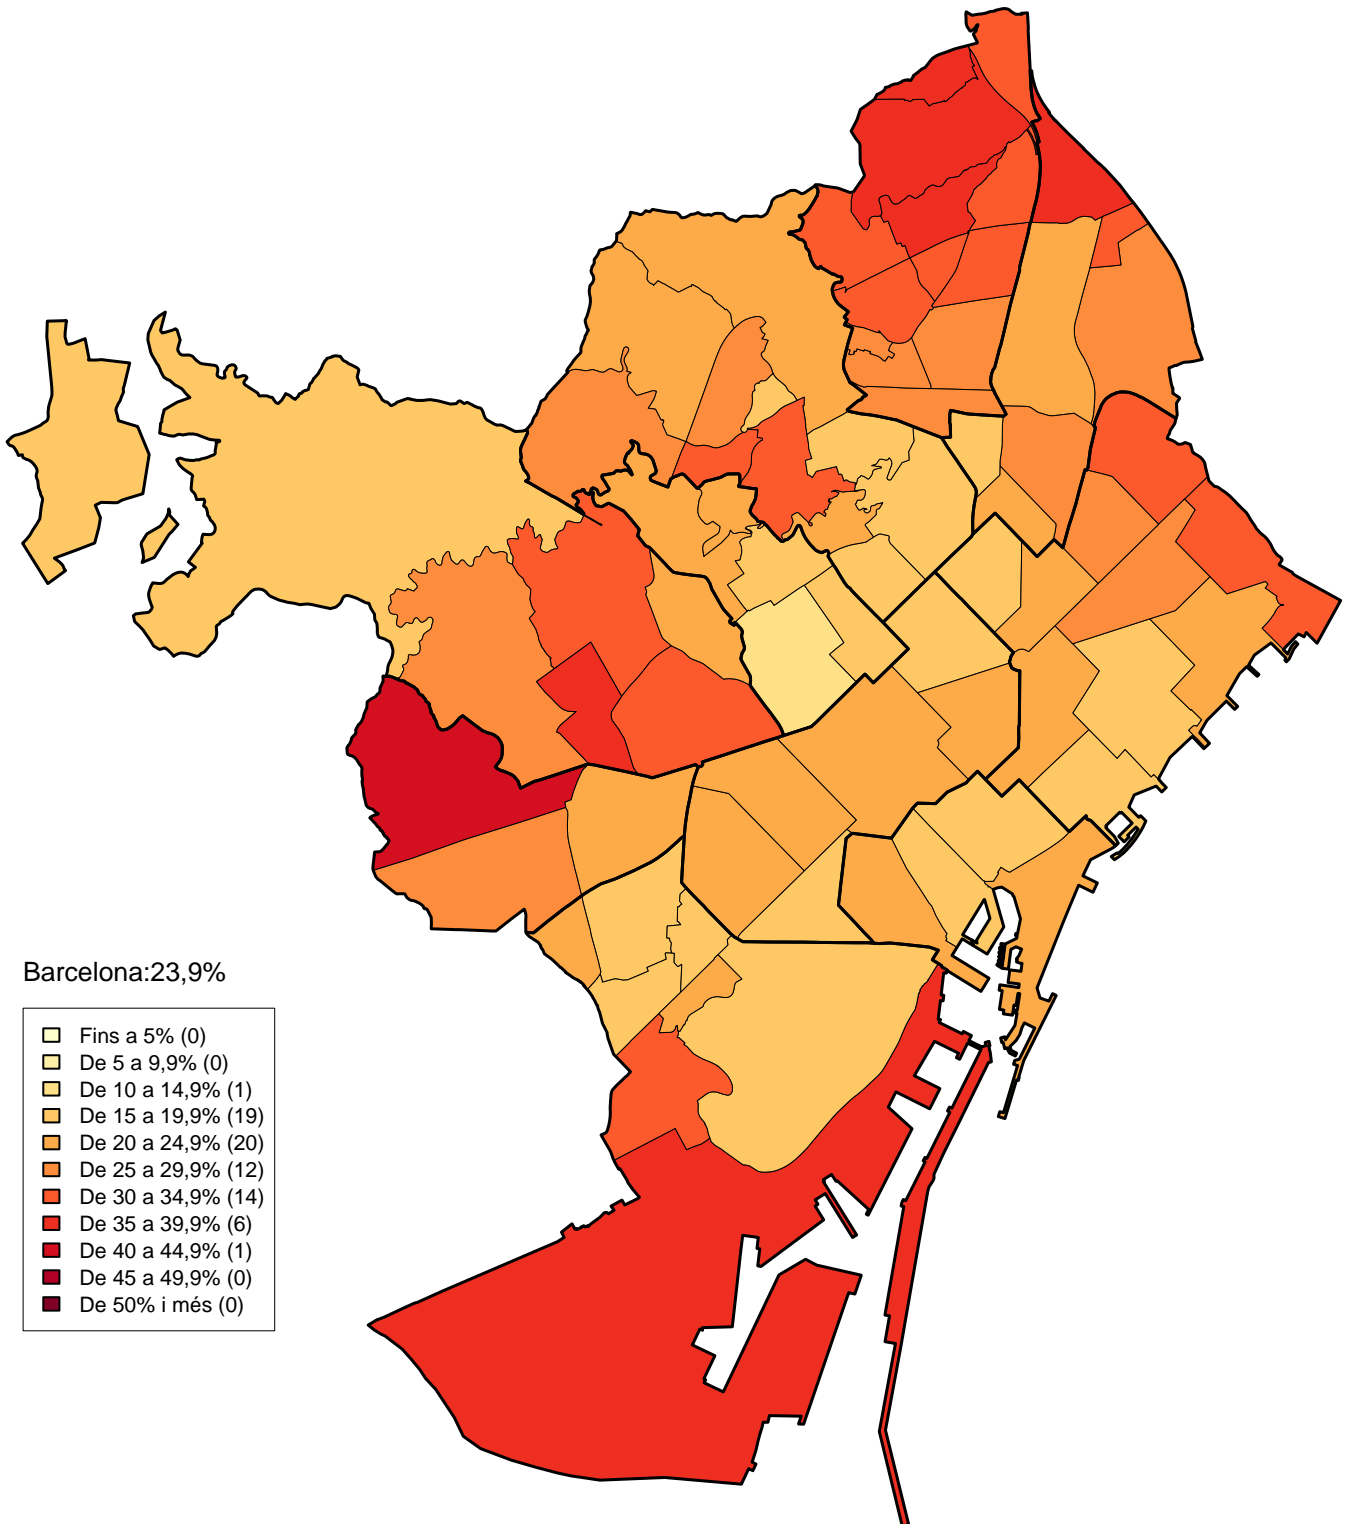 Barcelona:23,9%
Fins a 5% (0)
De 5 a 9,9% (0)
De 10 a 14,9% (1)
De 15 a 19,9% (19)
De 20 a 24,9% (20)
De 25 a 29,9% (12)
De 30 a 34,9% (14)
De 35 a 39,9% (6)
De 40 a 44,9% (1)
De 45 a 49,9% (0)
De 50% i més (0)